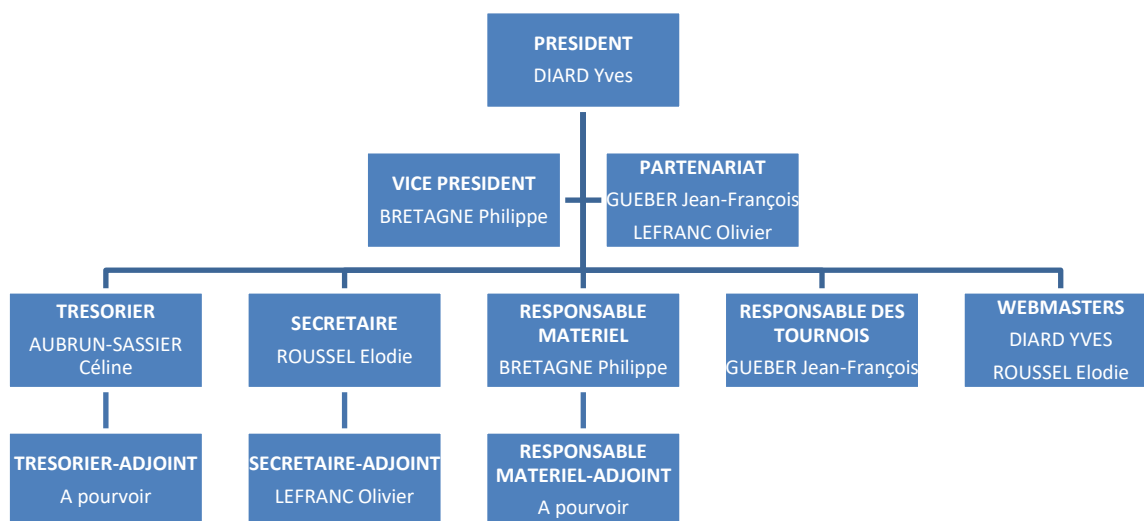 PRESIDENT
DIARD Yves
VICE PRESIDENT
BRETAGNE Philippe
PARTENARIAT
GUEBER Jean-François
LEFRANC Olivier
TRESORIER
AUBRUN-SASSIER
Céline
SECRETAIRE
ROUSSEL Elodie
RESPONSABLE
MATERIEL
BRETAGNE Philippe
RESPONSABLE DES
TOURNOIS
GUEBER Jean-François
WEBMASTERS
DIARD YVES
ROUSSEL Elodie
TRESORIER-ADJOINT
A pourvoir
SECRETAIRE-ADJOINT
LEFRANC Olivier
RESPONSABLE
MATERIEL-ADJOINT
A pourvoir